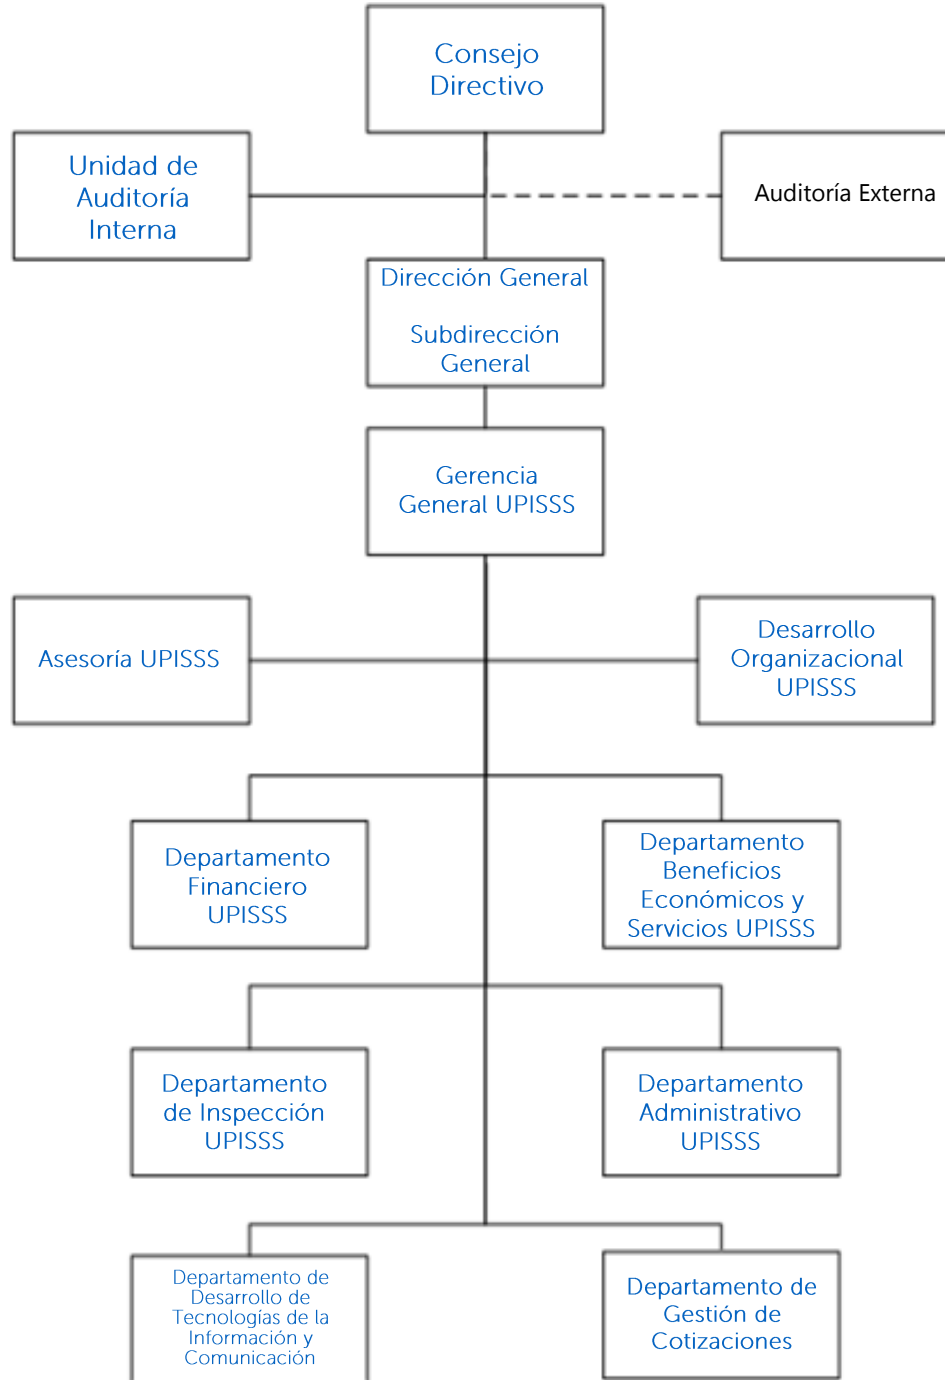 Consejo
Directivo
Unidad de
Auditoría
Interna
Auditoría Externa
Dirección General
Subdirección
General
Gerencia
General UPISSS
Asesoría UPISSS
Desarrollo
Organizacional
UPISSS
Departamento
Financiero
UPISSS
Departamento
Beneficios
Económicos y
Servicios UPISSS
Departamento
de Inspección
UPISSS
Departamento
Administrativo
UPISSS
Departamento de
Desarrollo de
Tecnologías de la
Información y
Comunicación
Departamento de
Gestión de
Cotizaciones